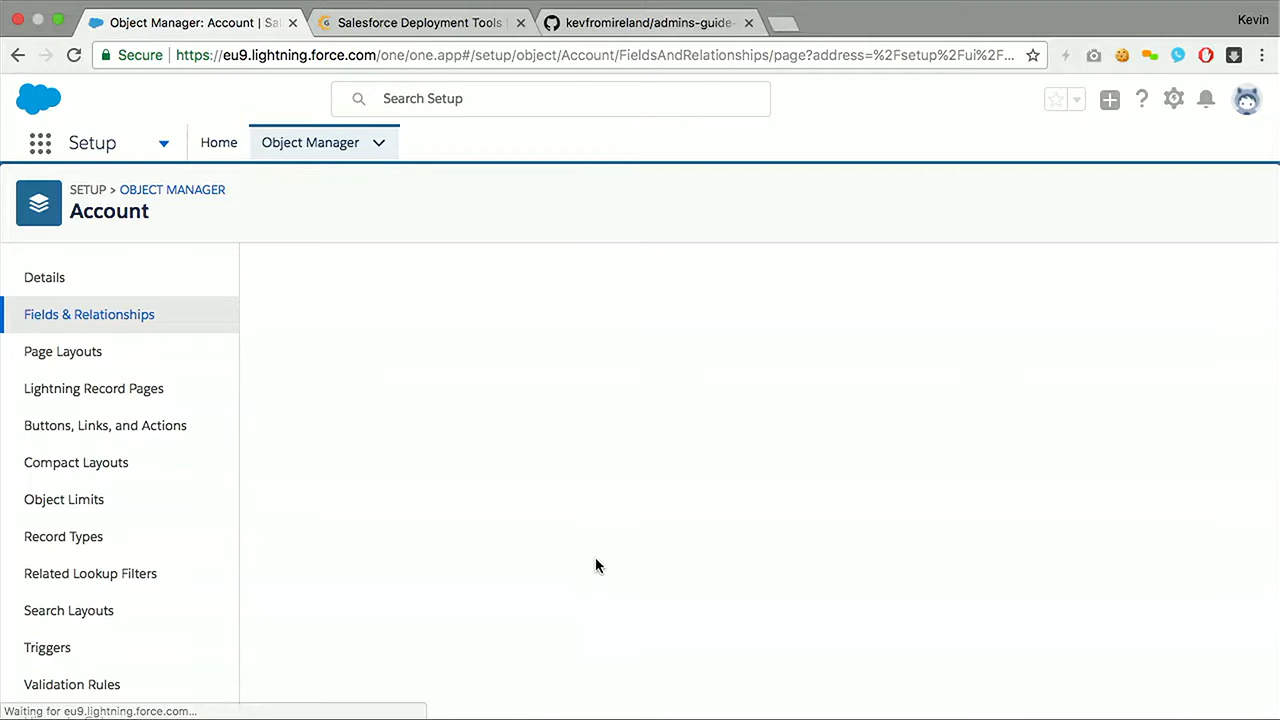 Object Manager: Account | Sa
Salesforce Deployment Tools |
kevfromireland/admins-guide-
Kevin
Secure
https://eu9.lightning.force.com/one/one.app#/setup/object/Account/FieldsAndRelationships/page?address=%2Fsetup%2Fui%2F...
Search Setup
Setup
Home
Object Manager
SETUP > OBJECT MANAGER
Account
Details
Fields & Relationships
Page Layouts
Lightning Record Pages
Buttons, Links, and Actions
Compact Layouts
Object Limits
Record Types
Related Lookup Filters
Search Layouts
Triggers
Validation Rules
Waiting for eu9.lightning.force.com...